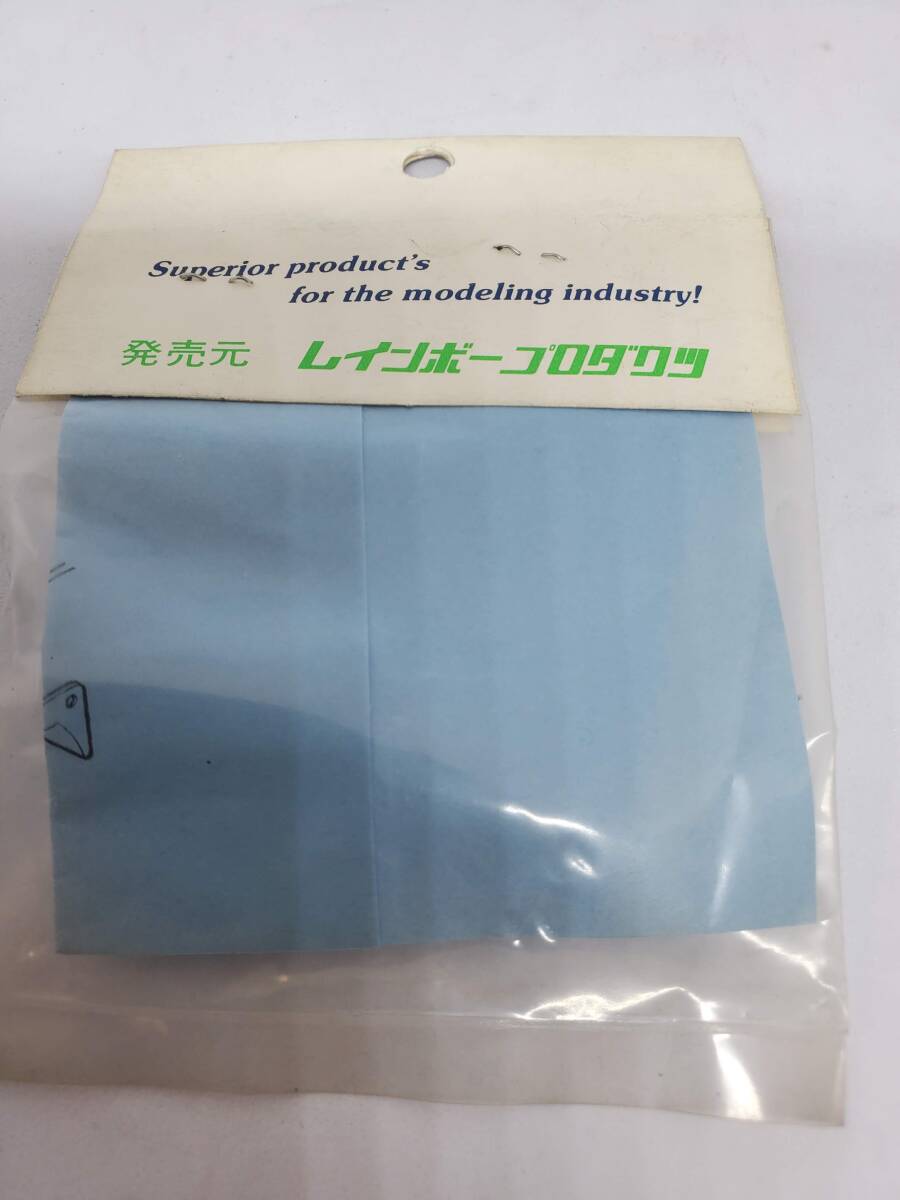 Superior product's
for the modeling industry!
発売元 レインボープロダクツ